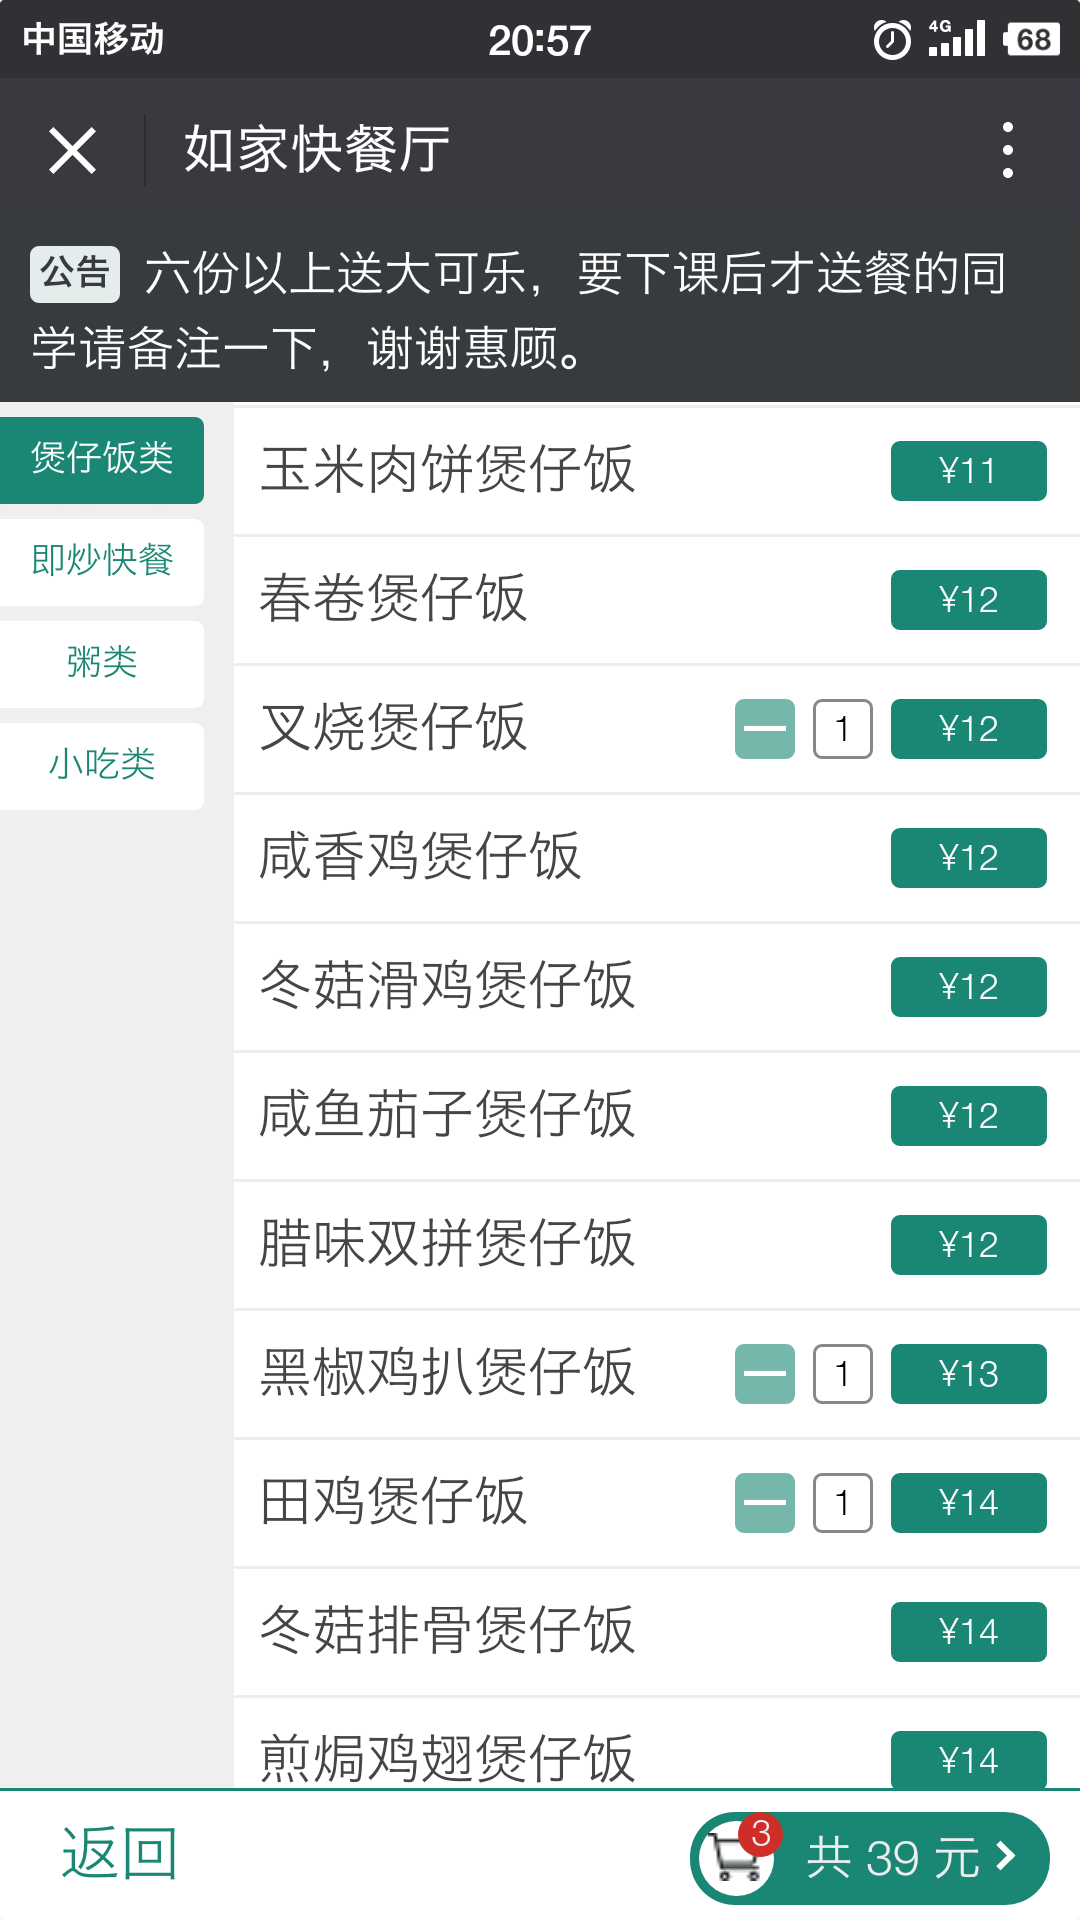 中国移动 20:57 4G 68
如家快餐厅
公告 六份以上送大可乐，要下课后才送餐的同
学请备注一下，谢谢惠顾。
煲仔饭类
即炒快餐
粥类
小吃类
玉米肉饼煲仔饭 ¥11
春卷煲仔饭 ¥12
叉烧煲仔饭 1 ¥12
咸香鸡煲仔饭 ¥12
冬菇滑鸡煲仔饭 ¥12
咸鱼茄子煲仔饭 ¥12
腊味双拼煲仔饭 ¥12
黑椒鸡扒煲仔饭 1 ¥13
田鸡煲仔饭 1 ¥14
冬菇排骨煲仔饭 ¥14
煎焗鸡翅煲仔饭 ¥14
返回 3 共 39 元